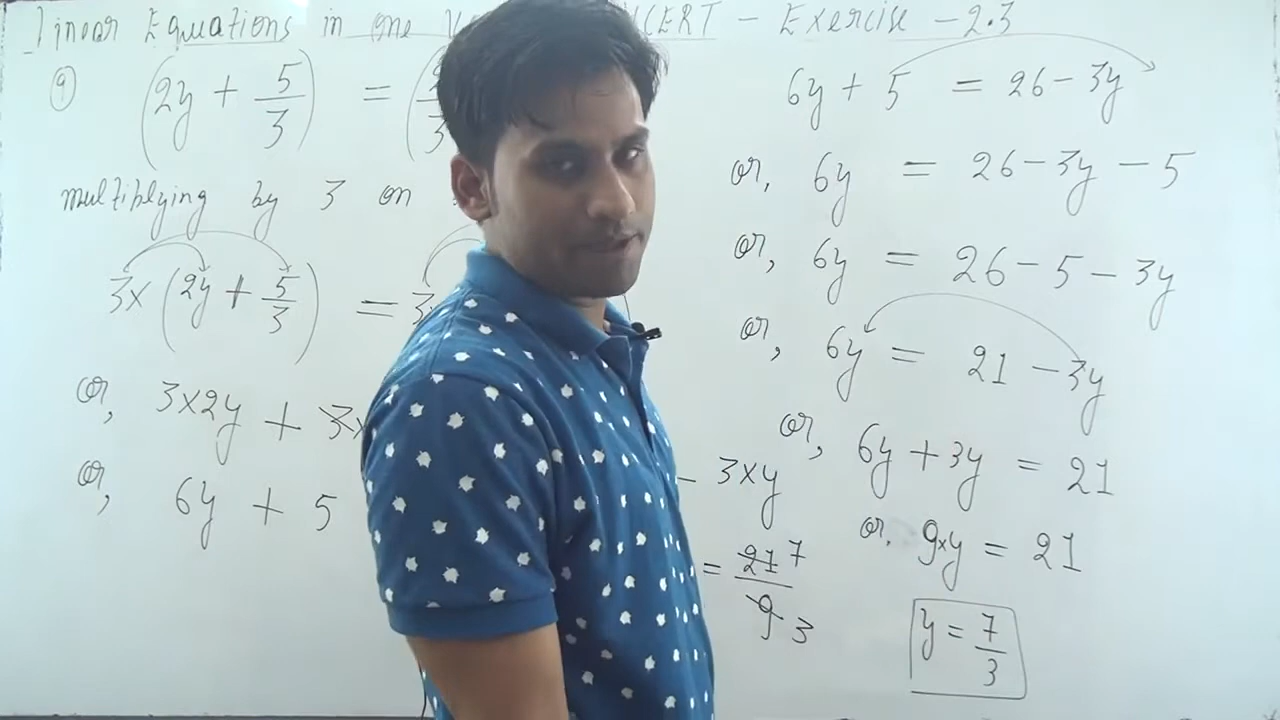 Linear Equations in one NCERT - Exercise - 2.3
9 (2y + 5/3) = (
multiplying by 3 on
3x(2y + 5/3) = 3
or, 3x2y + 3x
or, 6y + 5
- 3xy
= 21 7 / 9 3
6y + 5 = 26 - 3y
or, 6y = 26 - 3y - 5
or, 6y = 26 - 5 - 3y
or, 6y = 21 - 3y
or, 6y + 3y = 21
or, 9xy = 21
y = 7/3